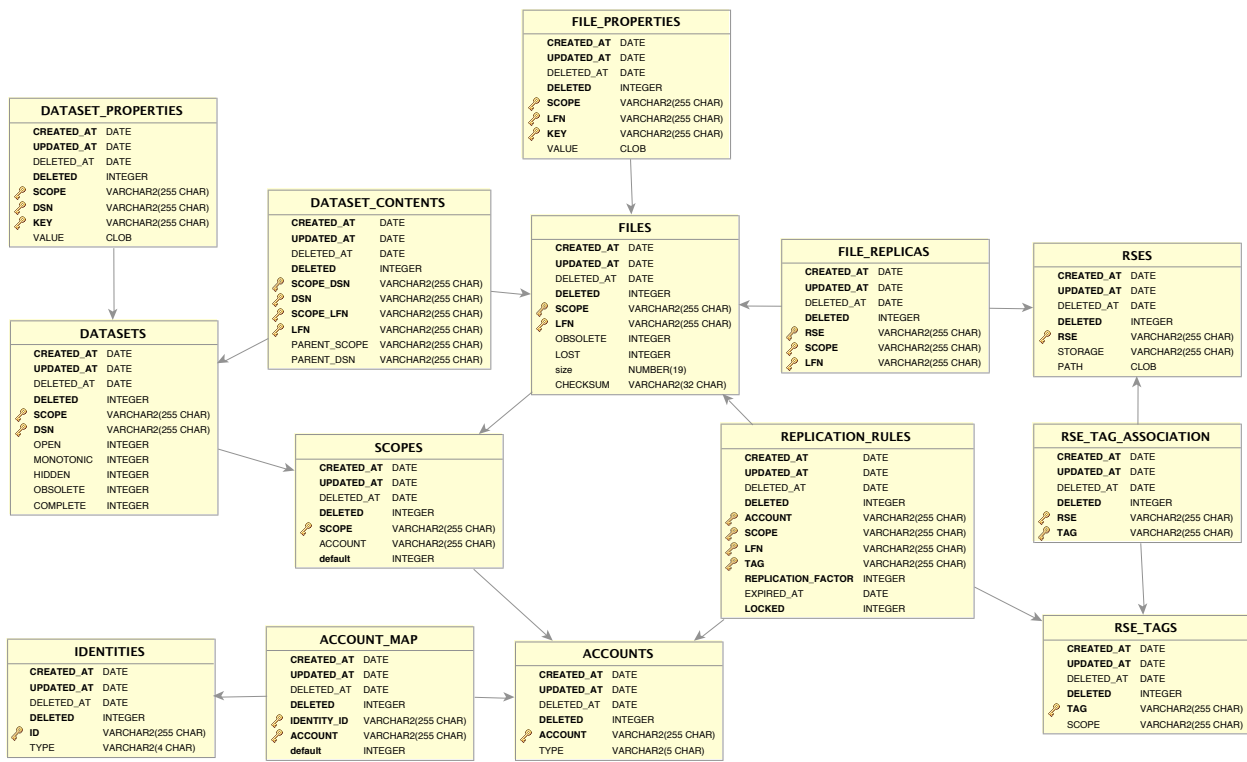 FILE_PROPERTIES
CREATED_AT DATE
UPDATED_AT DATE
DELETED_AT DATE
DELETED INTEGER
SCOPE VARCHAR2(255 CHAR)
LFN VARCHAR2(255 CHAR)
KEY VARCHAR2(255 CHAR)
VALUE CLOB
DATASET_PROPERTIES
CREATED_AT DATE
UPDATED_AT DATE
DELETED_AT DATE
DELETED INTEGER
SCOPE VARCHAR2(255 CHAR)
DSN VARCHAR2(255 CHAR)
KEY VARCHAR2(255 CHAR)
VALUE CLOB
DATASET_CONTENTS
CREATED_AT DATE
UPDATED_AT DATE
DELETED_AT DATE
DELETED INTEGER
SCOPE_DSN VARCHAR2(255 CHAR)
DSN VARCHAR2(255 CHAR)
SCOPE_LFN VARCHAR2(255 CHAR)
LFN VARCHAR2(255 CHAR)
PARENT_SCOPE VARCHAR2(255 CHAR)
PARENT_DSN VARCHAR2(255 CHAR)
FILES
CREATED_AT DATE
UPDATED_AT DATE
DELETED_AT DATE
DELETED INTEGER
SCOPE VARCHAR2(255 CHAR)
LFN VARCHAR2(255 CHAR)
OBSOLETE INTEGER
LOST INTEGER
size NUMBER(19)
CHECKSUM VARCHAR2(32 CHAR)
FILE_REPLICAS
CREATED_AT DATE
UPDATED_AT DATE
DELETED_AT DATE
DELETED INTEGER
RSE VARCHAR2(255 CHAR)
SCOPE VARCHAR2(255 CHAR)
LFN VARCHAR2(255 CHAR)
RSES
CREATED_AT DATE
UPDATED_AT DATE
DELETED_AT DATE
DELETED INTEGER
RSE VARCHAR2(255 CHAR)
STORAGE VARCHAR2(255 CHAR)
PATH CLOB
DATASETS
CREATED_AT DATE
UPDATED_AT DATE
DELETED_AT DATE
DELETED INTEGER
SCOPE VARCHAR2(255 CHAR)
DSN VARCHAR2(255 CHAR)
OPEN INTEGER
MONOTONIC INTEGER
HIDDEN INTEGER
OBSOLETE INTEGER
COMPLETE INTEGER
SCOPES
CREATED_AT DATE
UPDATED_AT DATE
DELETED_AT DATE
DELETED INTEGER
SCOPE VARCHAR2(255 CHAR)
ACCOUNT VARCHAR2(255 CHAR)
default INTEGER
REPLICATION_RULES
CREATED_AT DATE
UPDATED_AT DATE
DELETED_AT DATE
DELETED INTEGER
ACCOUNT VARCHAR2(255 CHAR)
SCOPE VARCHAR2(255 CHAR)
LFN VARCHAR2(255 CHAR)
TAG VARCHAR2(255 CHAR)
REPLICATION_FACTOR INTEGER
EXPIRED_AT DATE
LOCKED INTEGER
RSE_TAG_ASSOCIATION
CREATED_AT DATE
UPDATED_AT DATE
DELETED_AT DATE
DELETED INTEGER
RSE VARCHAR2(255 CHAR)
TAG VARCHAR2(255 CHAR)
IDENTITIES
CREATED_AT DATE
UPDATED_AT DATE
DELETED_AT DATE
DELETED INTEGER
ID VARCHAR2(255 CHAR)
TYPE VARCHAR2(4 CHAR)
ACCOUNT_MAP
CREATED_AT DATE
UPDATED_AT DATE
DELETED_AT DATE
DELETED INTEGER
IDENTITY_ID VARCHAR2(255 CHAR)
ACCOUNT VARCHAR2(255 CHAR)
default INTEGER
ACCOUNTS
CREATED_AT DATE
UPDATED_AT DATE
DELETED_AT DATE
DELETED INTEGER
ACCOUNT VARCHAR2(255 CHAR)
TYPE VARCHAR2(5 CHAR)
RSE_TAGS
CREATED_AT DATE
UPDATED_AT DATE
DELETED_AT DATE
DELETED INTEGER
TAG VARCHAR2(255 CHAR)
SCOPE VARCHAR2(255 CHAR)